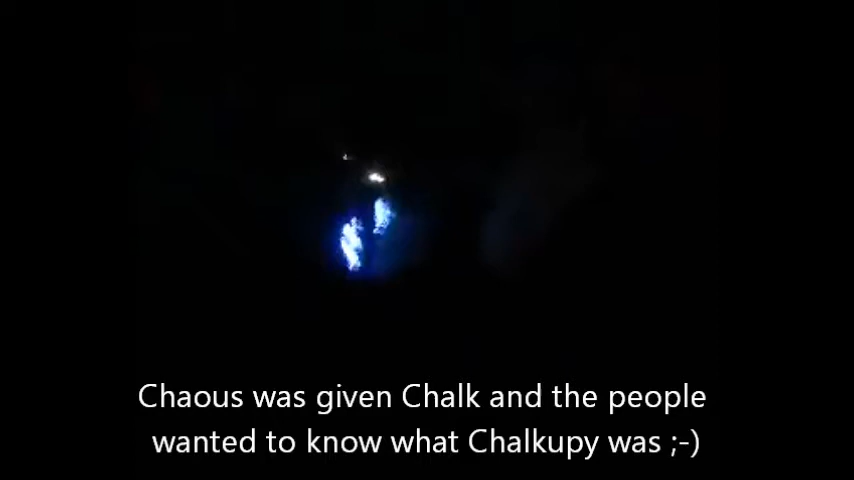 Chaous was given Chalk and the people
wanted to know what Chalkupy was ;-)